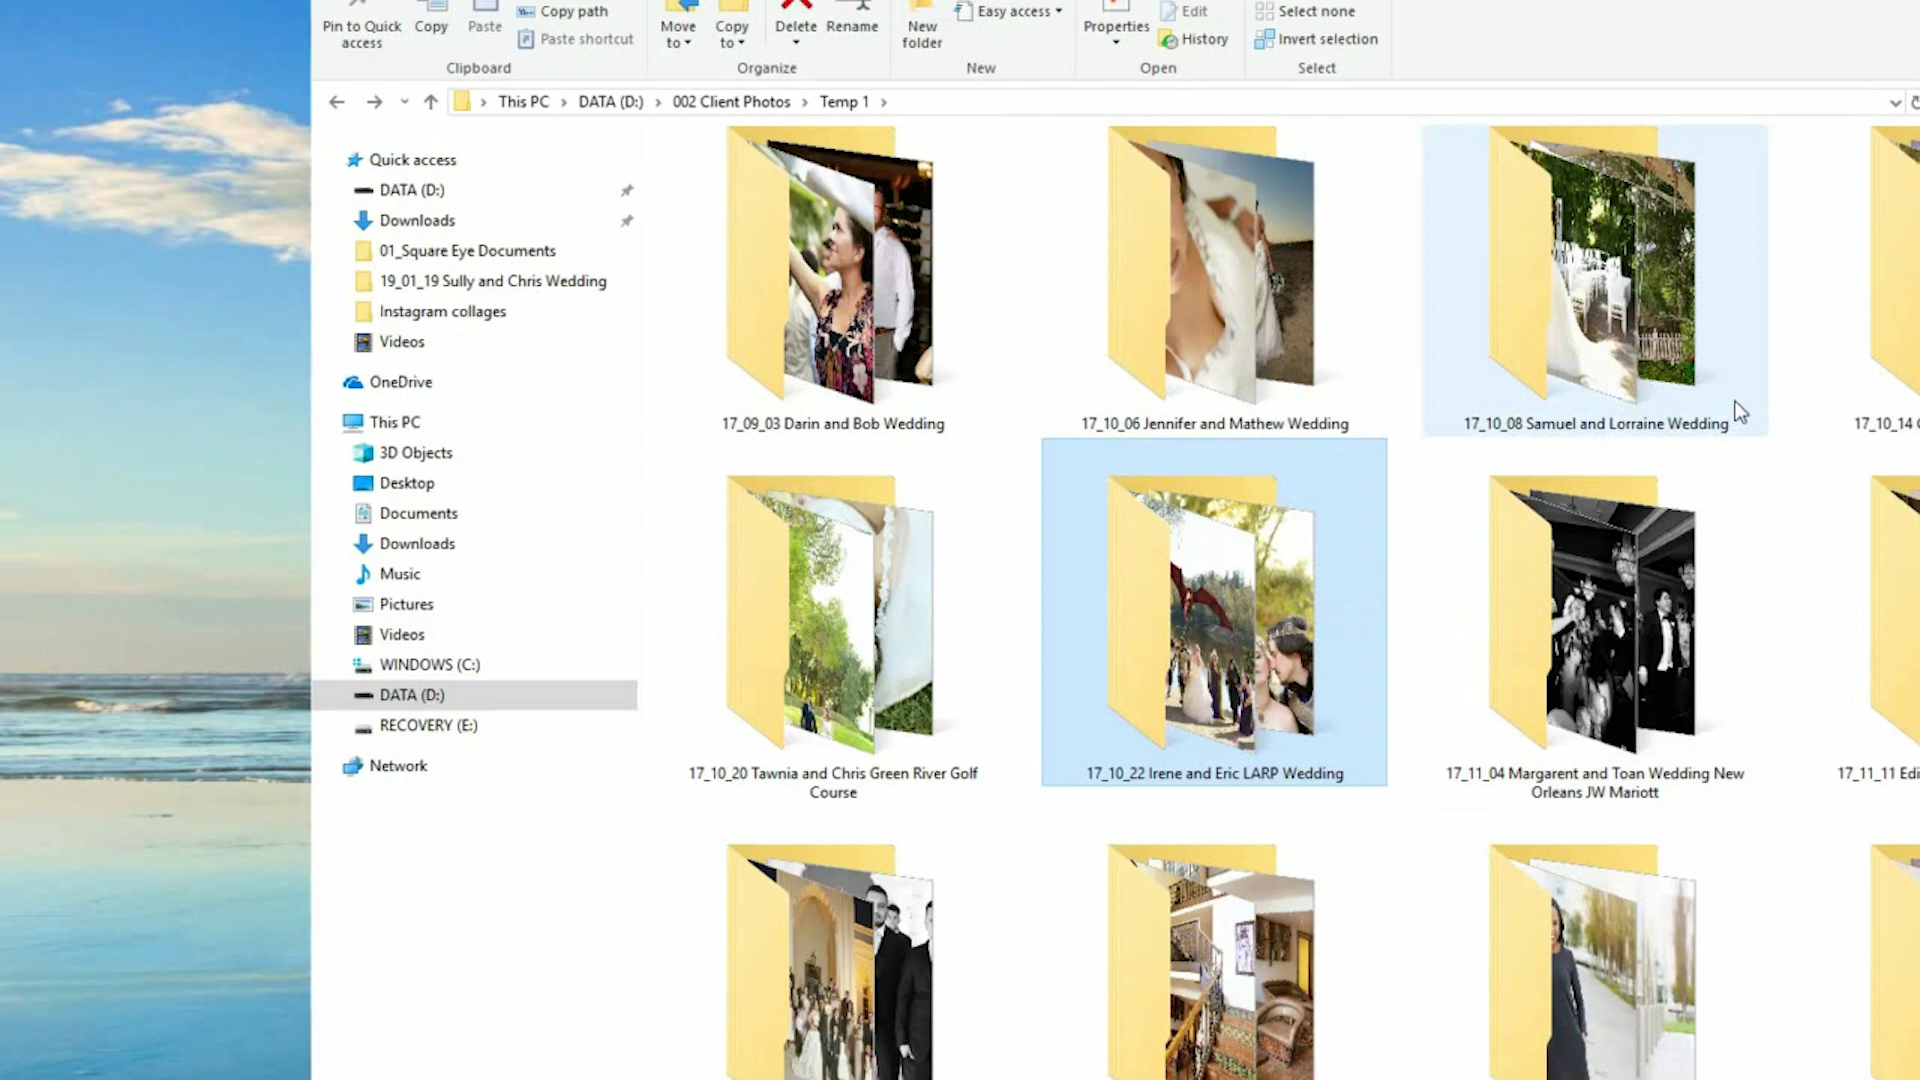 Pin to Quick access
Copy
Paste
Copy path
Paste shortcut
Clipboard
Move to
Copy to
Delete
Rename
Organize
New folder
Easy access
New
Properties
Edit
History
Open
Select none
Invert selection
Select
This PC > DATA (D:) > 002 Client Photos > Temp 1 >
Quick access
DATA (D:)
Downloads
01_Square Eye Documents
19_01_19 Sully and Chris Wedding
Instagram collages
Videos
OneDrive
This PC
3D Objects
Desktop
Documents
Downloads
Music
Pictures
Videos
WINDOWS (C:)
DATA (D:)
RECOVERY (E:)
Network
17_09_03 Darin and Bob Wedding
17_10_06 Jennifer and Mathew Wedding
17_10_08 Samuel and Lorraine Wedding
17_10_14
17_10_20 Tawnia and Chris Green River Golf
Course
17_10_22 Irene and Eric LARP Wedding
17_11_04 Margarent and Toan Wedding New
Orleans JW Mariott
17_11_11 Edi